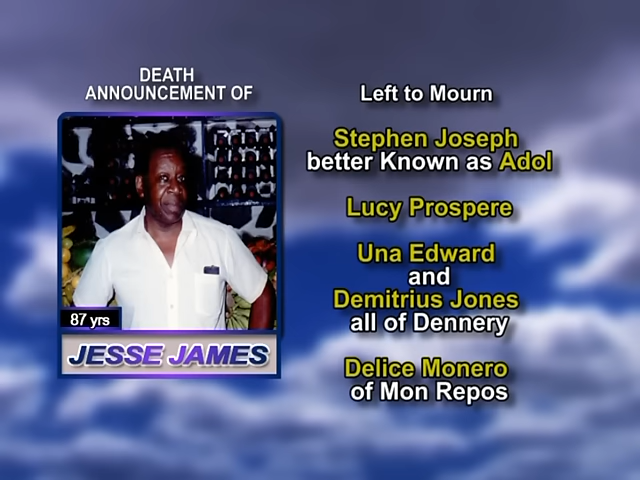 DEATH
ANNOUNCEMENT OF
87 yrs
JESSE JAMES
Left to Mourn
Stephen Joseph
better Known as Adol
Lucy Prospere
Una Edward
and
Demitrius Jones
all of Dennery
Delice Monero
of Mon Repos